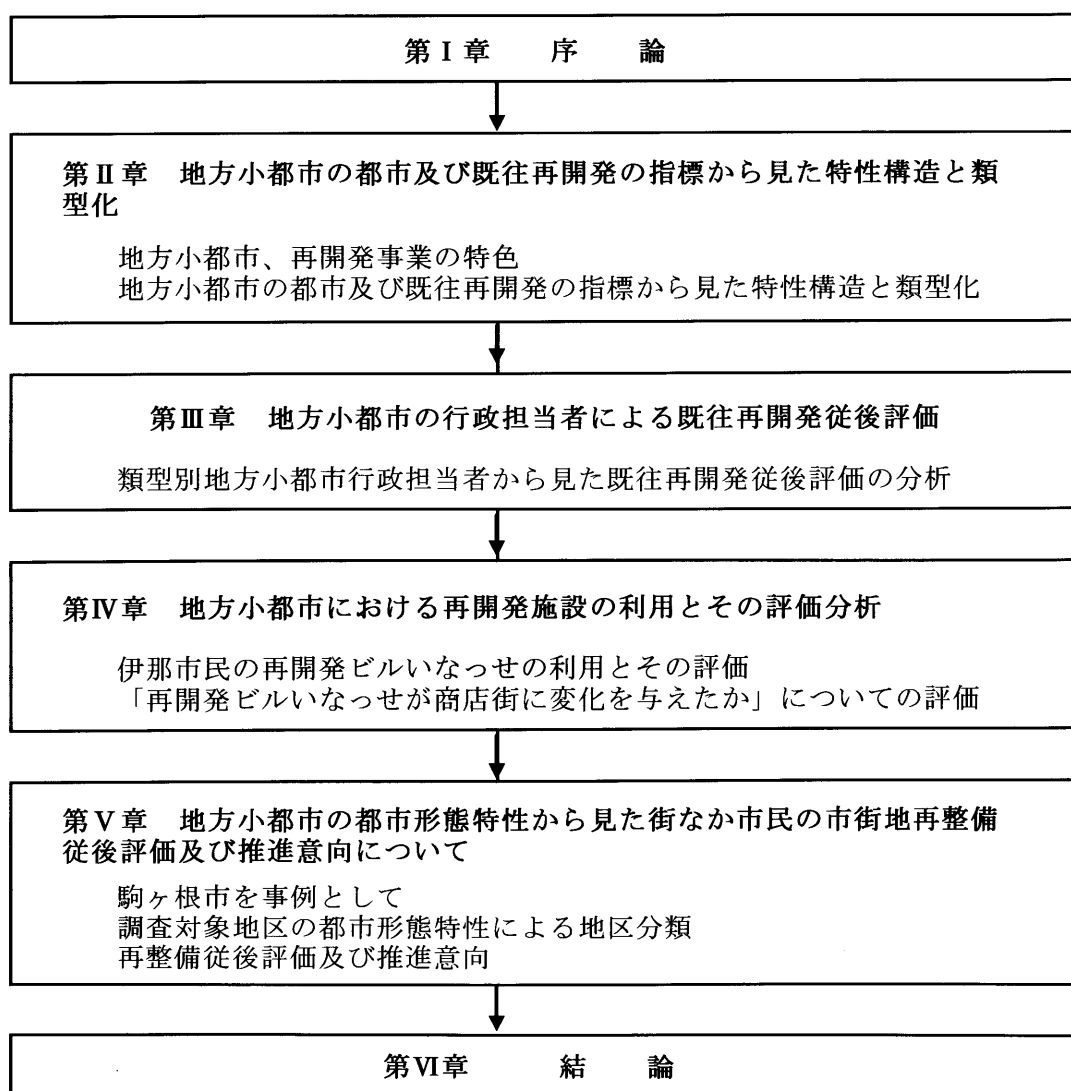 第Ⅰ章　序　論
第Ⅱ章　地方小都市の都市及び既往再開発の指標から見た特性構造と類
型化
地方小都市、再開発事業の特色
地方小都市の都市及び既往再開発の指標から見た特性構造と類型化
第Ⅲ章　地方小都市の行政担当者による既往再開発従後評価
類型別地方小都市行政担当者から見た既往再開発従後評価の分析
第Ⅳ章　地方小都市における再開発施設の利用とその評価分析
伊那市民の再開発ビルいなっせの利用とその評価
「再開発ビルいなっせが商店街に変化を与えたか」についての評価
第Ⅴ章　地方小都市の都市形態特性から見た街なか市民の市街地再整備
従後評価及び推進意向について
駒ヶ根市を事例として
調査対象地区の都市形態特性による地区分類
再整備従後評価及び推進意向
第Ⅵ章　結　論